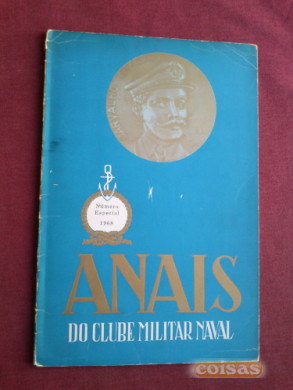 Número
Especial
1969
ANAIS
DO CLUBE MILITAR NAVAL
coisas